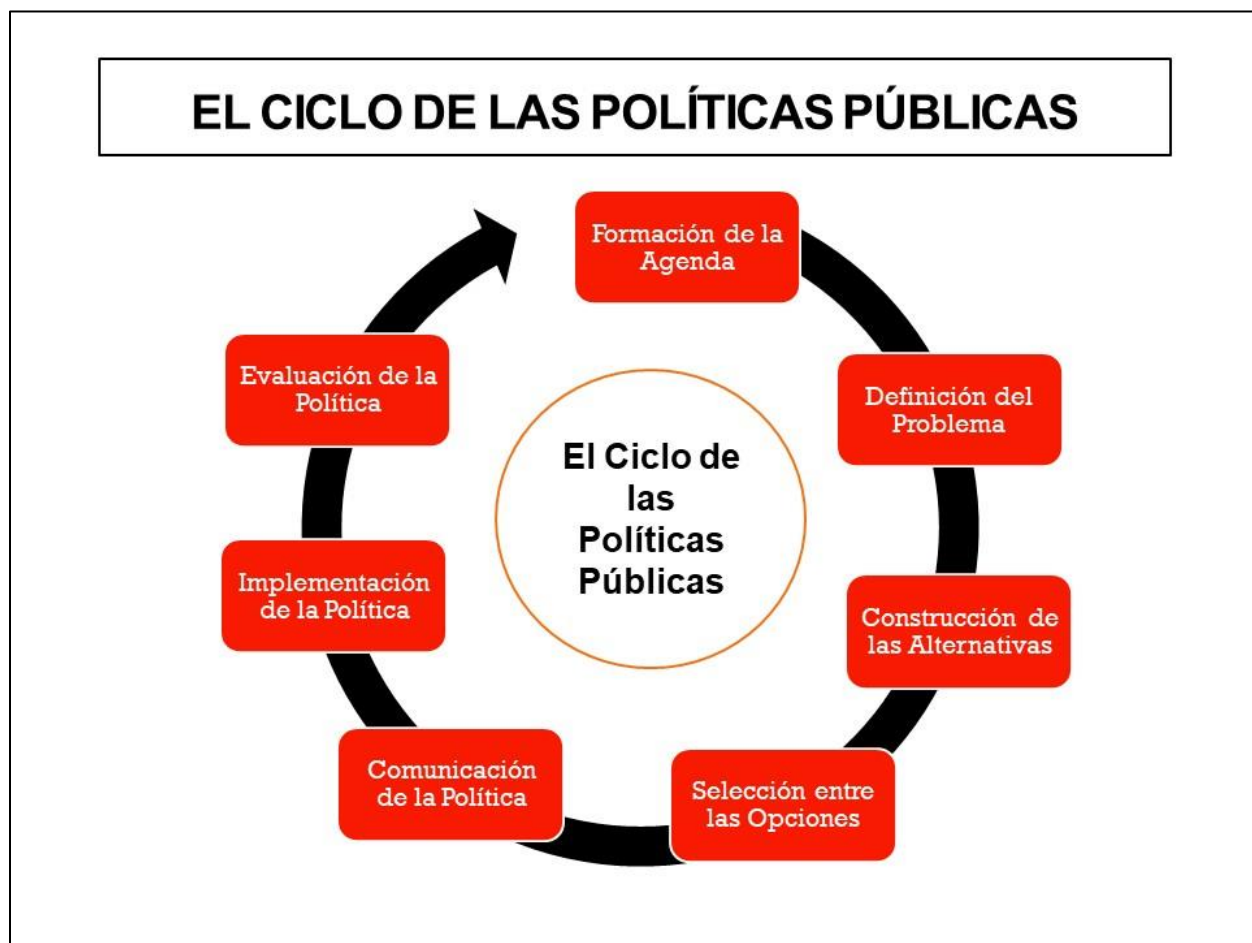 EL CICLO DE LAS POLÍTICAS PÚBLICAS
Formación de la
Agenda
Definición del
Problema
Construcción de
las Alternativas
Selección entre
las Opciones
Comunicación
de la Política
Implementación
de la Política
Evaluación de la
Política
El Ciclo de
las
Políticas
Públicas